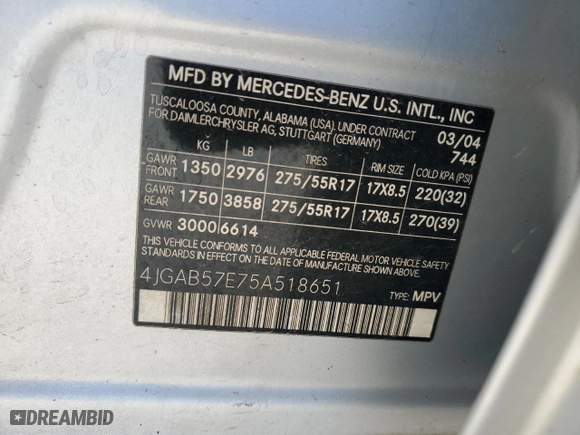 MFD BY MERCEDES-BENZ U.S. INTL., INC
TUSCALOOSA COUNTY, ALABAMA (USA). UNDER CONTRACT
FOR DAIMLERCHRYSLER AG, STUTTGART (GERMANY)
03/04
744
KG LB TIRES RIM SIZE COLD KPA (PSI)
GAWR FRONT 1350 2976 275/55R17 17X8.5 220(32)
GAWR REAR 1750 3858 275/55R17 17X8.5 270(39)
GVWR 3000 6614
THIS VEHICLE CONFORMS TO ALL APPLICABLE FEDERAL MOTOR VEHICLE SAFETY
STANDARDS IN EFFECT ON THE DATE OF MANUFACTURE SHOWN ABOVE.
4JGAB57E75A518651
TYPE: MPV
DREAMBID